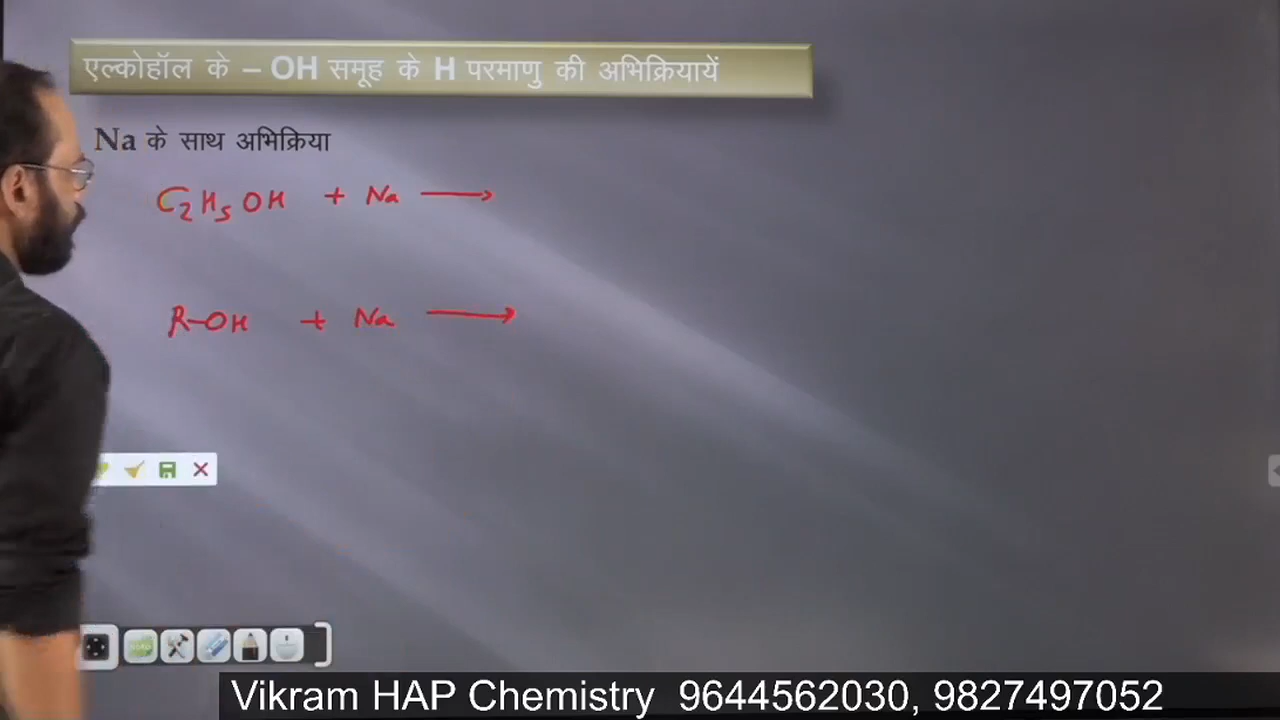 एल्कोहॉल के – OH समूह के H परमाणु की अभिक्रियायें
Na के साथ अभिक्रिया
C₂H₅OH + Na ⟶
R-OH + Na ⟶
Vikram HAP Chemistry 9644562030, 9827497052